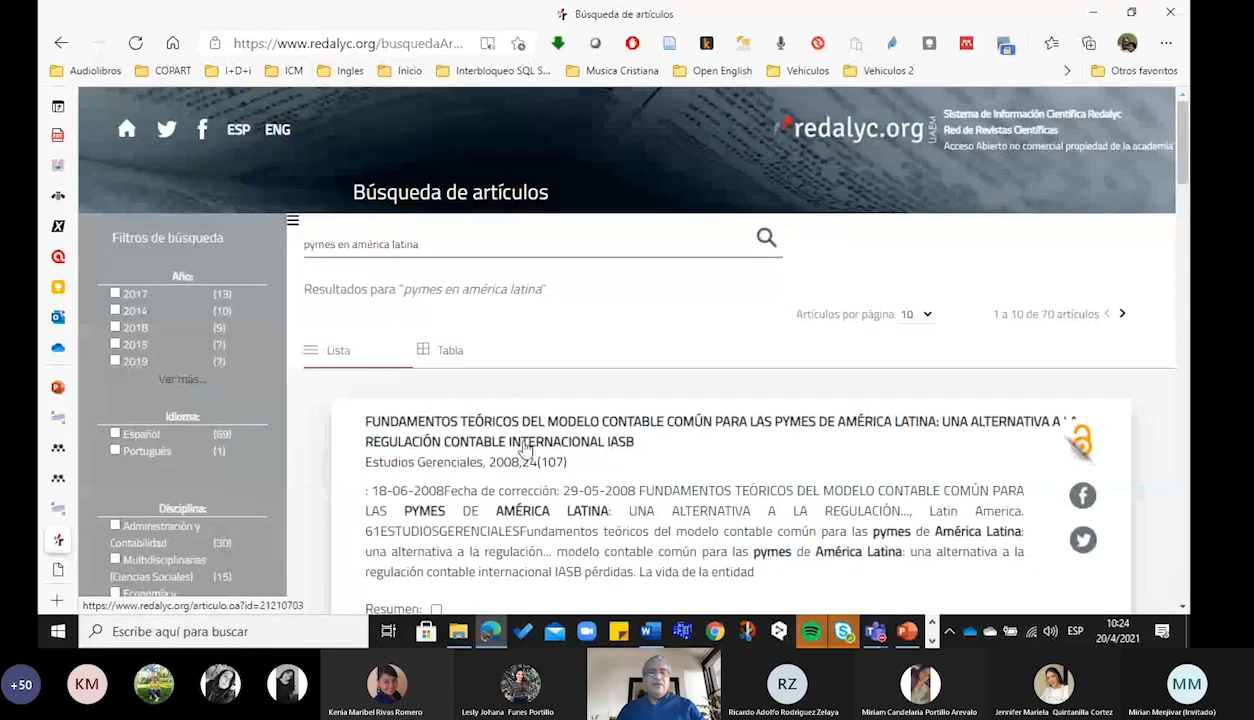 Búsqueda de artículos
https://www.redalyc.org/busquedaAr...
Audiolibros
COPART
I+D+i
ICM
Ingles
Inicio
Interbloqueo SQL S...
Musica Cristiana
Open English
Vehiculos
Vehiculos 2
Otros favoritos
ESP
ENG
redalyc.org
UAEM
Sistema de Información Científica Redalyc
Red de Revistas Científicas
Acceso Abierto no comercial propiedad de la academia
Búsqueda de artículos
Filtros de búsqueda
Año:
2017 (13)
2014 (10)
2018 (9)
2015 (7)
2019 (7)
Ver más...
Idioma:
Español (69)
Portugués (1)
Disciplina:
Administración y
Contabilidad (30)
Multidisciplinarias
(Ciencias Sociales) (15)
Economía y
pymes en américa latina
Resultados para "pymes en américa latina"
Artículos por página 10
1 a 10 de 70 artículos
Lista
Tabla
FUNDAMENTOS TEÓRICOS DEL MODELO CONTABLE COMÚN PARA LAS PYMES DE AMÉRICA LATINA: UNA ALTERNATIVA A LA
REGULACIÓN CONTABLE INTERNACIONAL IASB
Estudios Gerenciales, 2008,24(107)
: 18-06-2008Fecha de corrección: 29-05-2008 FUNDAMENTOS TEÓRICOS DEL MODELO CONTABLE COMÚN PARA
LAS PYMES DE AMÉRICA LATINA: UNA ALTERNATIVA A LA REGULACIÓN..., Latin America.
61ESTUDIOSGERENCIALESFundamentos teóricos del modelo contable común para las pymes de América Latina:
una alternativa a la regulación... modelo contable común para las pymes de América Latina: una alternativa a la
regulación contable internacional IASB pérdidas. La vida de la entidad
Resumen:
https://www.redalyc.org/articulo.oa?id=21210703
Escribe aquí para buscar
ESP
10:24
20/4/2021
+50
KM
Kenia Maribel Rivas Romero
Lesly Johana Funes Portillo
RZ
Ricardo Adolfo Rodriguez Zelaya
Miriam Candelaria Portillo Arevalo
Jennifer Mariela Quintanilla Cortez
MM
Mirian Menjivar (Invitado)